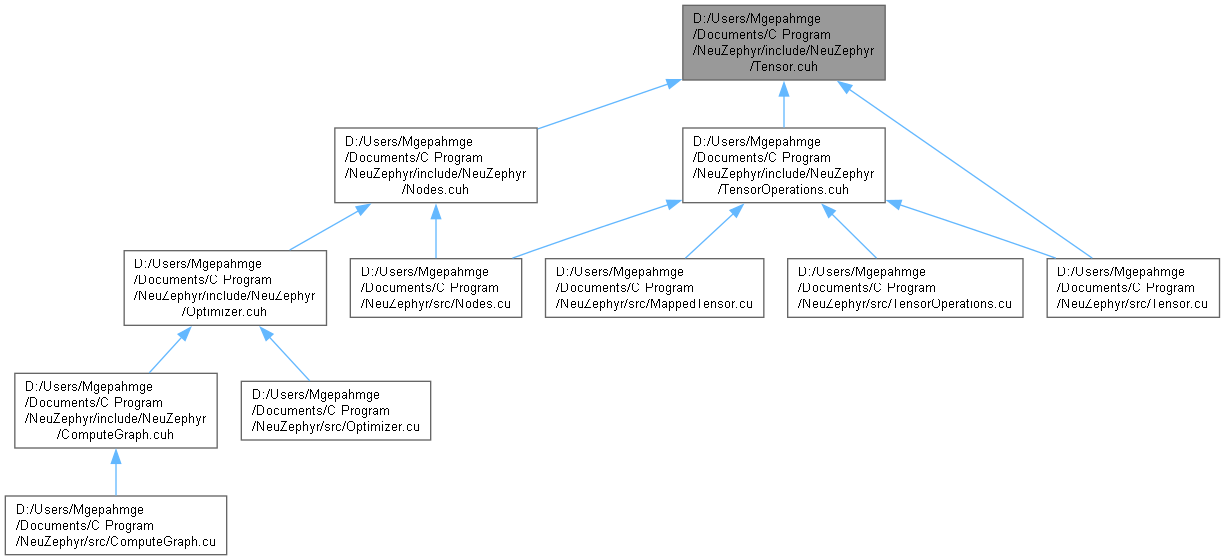 D:/Users/Mgepahmge
/Documents/C Program
/NeuZephyr/include/NeuZephyr
/Tensor.cuh
D:/Users/Mgepahmge
/Documents/C Program
/NeuZephyr/include/NeuZephyr
/Nodes.cuh
D:/Users/Mgepahmge
/Documents/C Program
/NeuZephyr/include/NeuZephyr
/TensorOperations.cuh
D:/Users/Mgepahmge
/Documents/C Program
/NeuZephyr/include/NeuZephyr
/Optimizer.cuh
D:/Users/Mgepahmge
/Documents/C Program
/NeuZephyr/src/Nodes.cu
D:/Users/Mgepahmge
/Documents/C Program
/NeuZephyr/src/MappedTensor.cu
D:/Users/Mgepahmge
/Documents/C Program
/NeuZephyr/src/TensorOperations.cu
D:/Users/Mgepahmge
/Documents/C Program
/NeuZephyr/src/Tensor.cu
D:/Users/Mgepahmge
/Documents/C Program
/NeuZephyr/include/NeuZephyr
/ComputeGraph.cuh
D:/Users/Mgepahmge
/Documents/C Program
/NeuZephyr/src/Optimizer.cu
D:/Users/Mgepahmge
/Documents/C Program
/NeuZephyr/src/ComputeGraph.cu